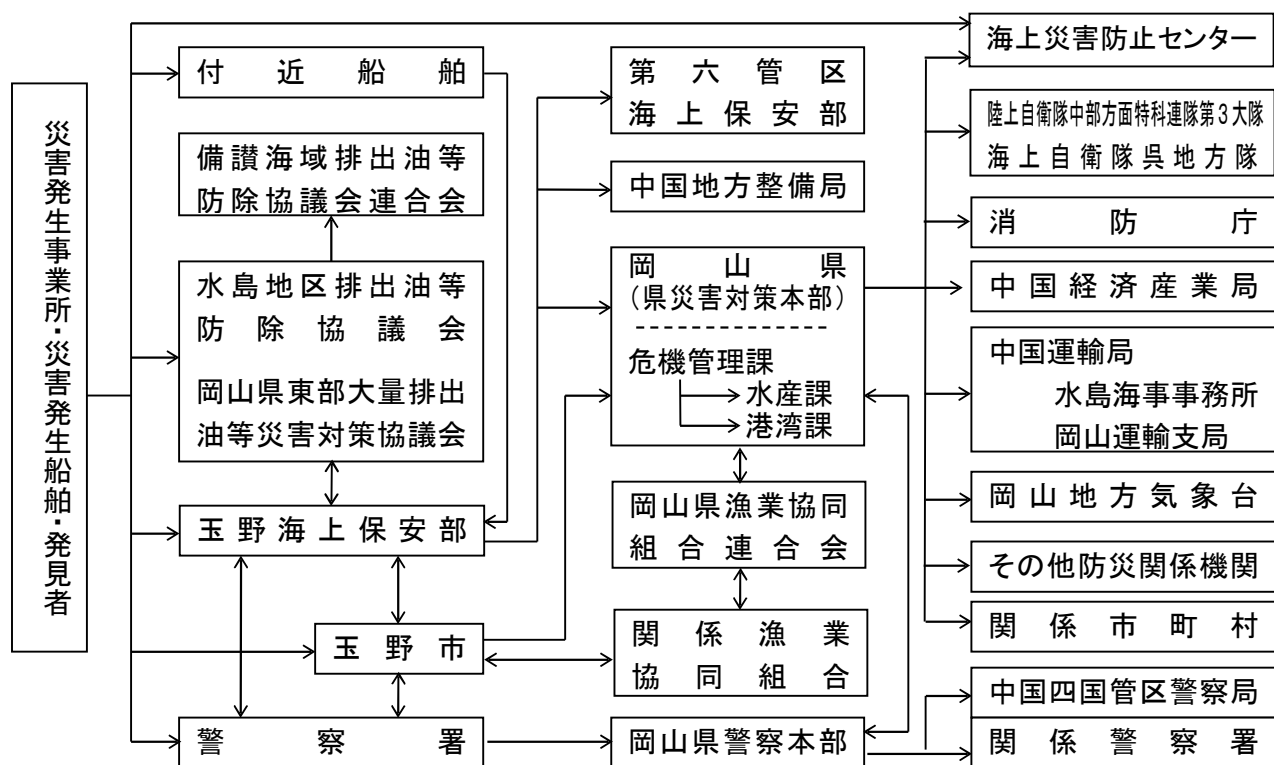 災害発生事業所・災害発生船舶・発見者
付近船舶
備讃海域排出油等
防除協議会連合会
水島地区排出油等
防除協議会
岡山県東部大量排出
油等災害対策協議会
玉野海上保安部
玉野市
警察署
第六管区
海上保安部
中国地方整備局
岡山県
(県災害対策本部)
危機管理課
水産課
港湾課
岡山県漁業協同
組合連合会
関係漁業
協同組合
岡山県警察本部
海上災害防止センター
陸上自衛隊中部方面特科連隊第3大隊
海上自衛隊呉地方隊
消防庁
中国経済産業局
中国運輸局
水島海事事務所
岡山運輸支局
岡山地方気象台
その他防災関係機関
関係市町村
中国四国管区警察局
関係警察署